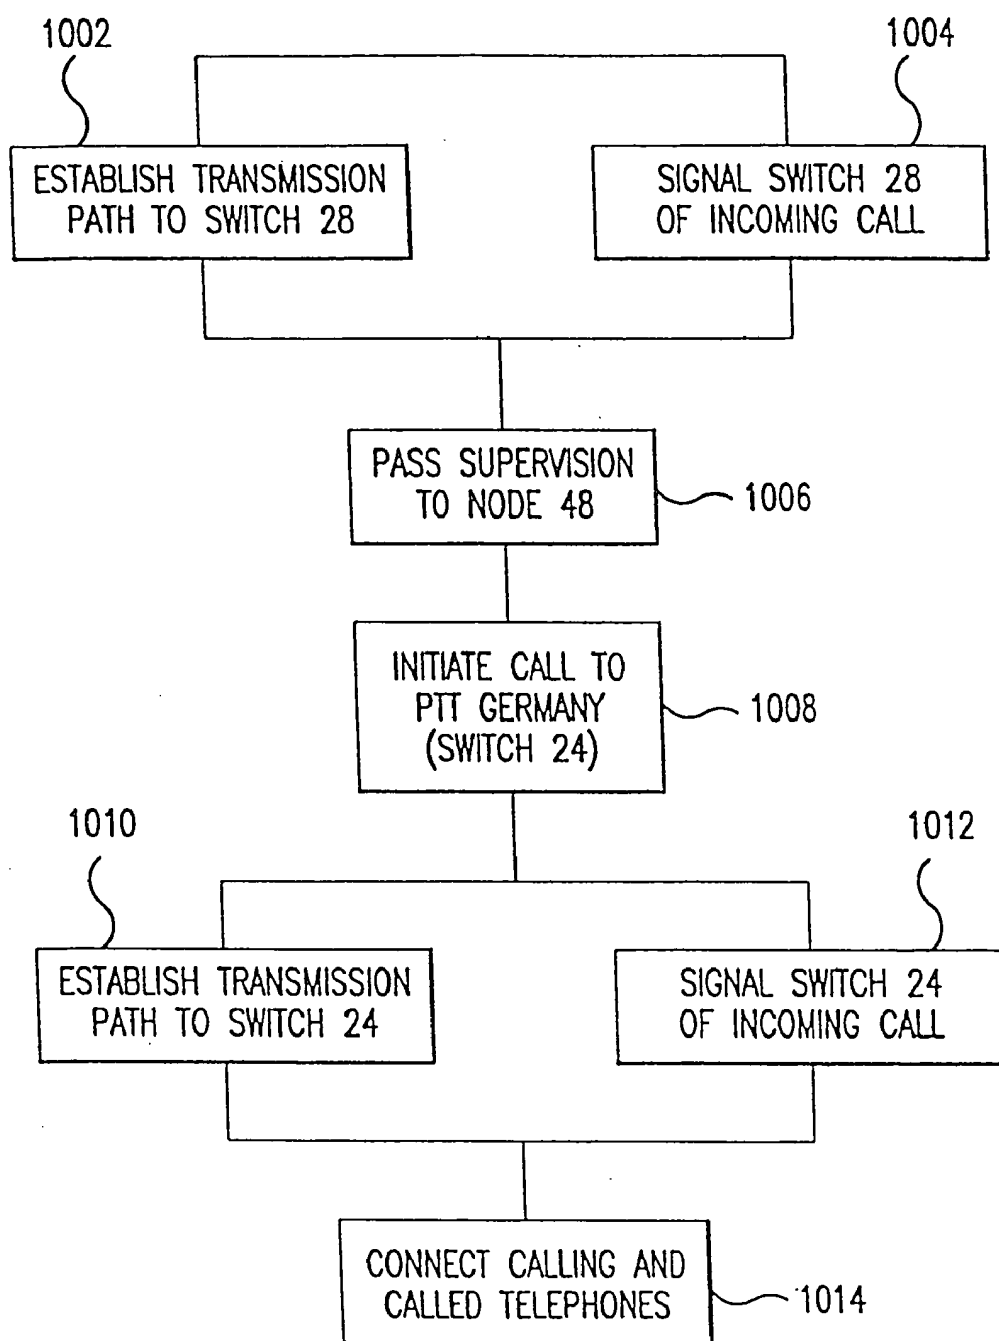 1002
1004
ESTABLISH TRANSMISSION
PATH TO SWITCH 28
SIGNAL SWITCH 28
OF INCOMING CALL
PASS SUPERVISION
TO NODE 48
1006
INITIATE CALL TO
PTT GERMANY
(SWITCH 24)
1008
1010
1012
ESTABLISH TRANSMISSION
PATH TO SWITCH 24
SIGNAL SWITCH 24
OF INCOMING CALL
CONNECT CALLING AND
CALLED TELEPHONES
1014